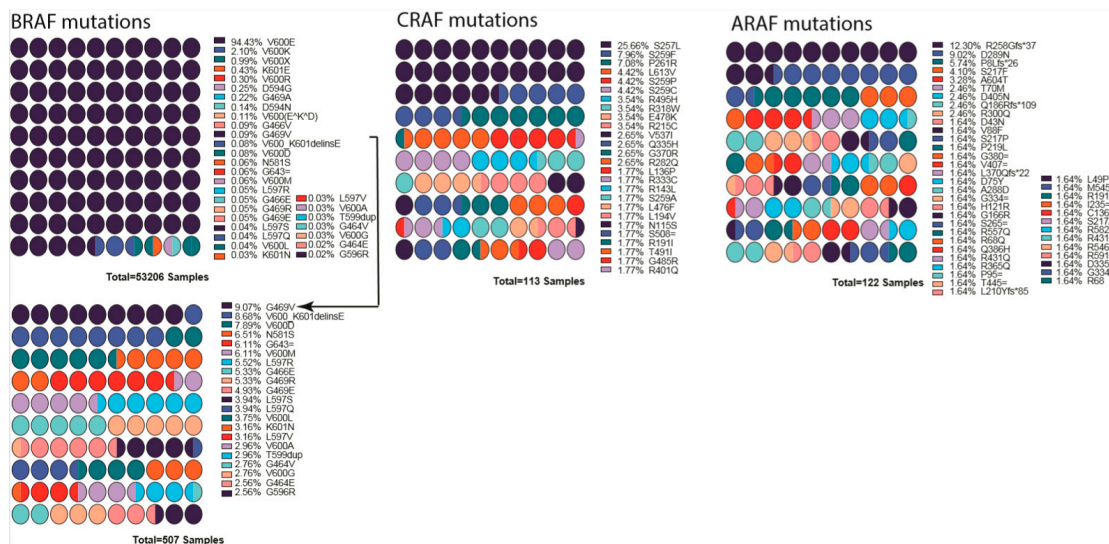 BRAF mutations
94.43% V600E
2.10% V600K
0.99% V600X
0.43% K601E
0.30% V600R
0.25% D594G
0.22% G469A
0.14% D594N
0.11% V600(E^K^D)
0.09% G466V
0.09% G469V
0.08% V600_K601delinsE
0.08% V600D
0.06% N581S
0.06% G643=
0.06% V600M
0.05% L597R
0.05% G466E
0.05% G469R
0.05% G469E
0.04% L597S
0.04% L597Q
0.04% V600L
0.03% K601N
0.03% L597V
0.03% V600A
0.03% T599dup
0.03% G464V
0.03% V600G
0.02% G464E
0.02% G596R
Total=53206 Samples
9.07% G469V
8.68% V600_K601delinsE
7.89% V600D
6.51% N581S
6.11% G643=
6.11% V600M
5.52% L597R
5.33% G466E
5.33% G469R
4.93% G469E
3.94% L597S
3.94% L597Q
3.75% V600L
3.16% K601N
3.16% L597V
2.96% V600A
2.96% T599dup
2.76% G464V
2.76% V600G
2.56% G464E
2.56% G596R
Total=507 Samples
CRAF mutations
25.66% S257L
7.96% S259F
7.08% P261R
4.42% L613V
4.42% S259P
4.42% S259C
3.54% R495H
3.54% R318W
3.54% E478K
3.54% R215C
2.65% V537I
2.65% Q335H
2.65% G370R
2.65% R282Q
1.77% L136P
1.77% R333C
1.77% R143L
1.77% S259A
1.77% L476F
1.77% L194V
1.77% N115S
1.77% S508=
1.77% R191I
1.77% T491I
1.77% G485R
1.77% R401Q
Total=113 Samples
ARAF mutations
12.30% R258Gfs*37
9.02% D289N
5.74% P8Lfs*26
4.10% S217F
3.28% A604T
2.46% T70M
2.46% D405N
2.46% Q186Rfs*109
2.46% R300Q
1.64% D43N
1.64% V88F
1.64% S217P
1.64% P219L
1.64% G380=
1.64% V407=
1.64% L370Qfs*22
1.64% D75Y
1.64% A288D
1.64% G334=
1.64% H121R
1.64% G166R
1.64% S265=
1.64% R557Q
1.64% R68Q
1.64% Q386H
1.64% R431Q
1.64% R365Q
1.64% P95=
1.64% T445=
1.64% L210Yfs*85
1.64% L49P
1.64% M545
1.64% R191
1.64% Q35=
1.64% C136
1.64% S217
1.64% R582
1.64% R431
1.64% R546
1.64% R591
1.64% D335
1.64% G334
1.64% R68
Total=122 Samples